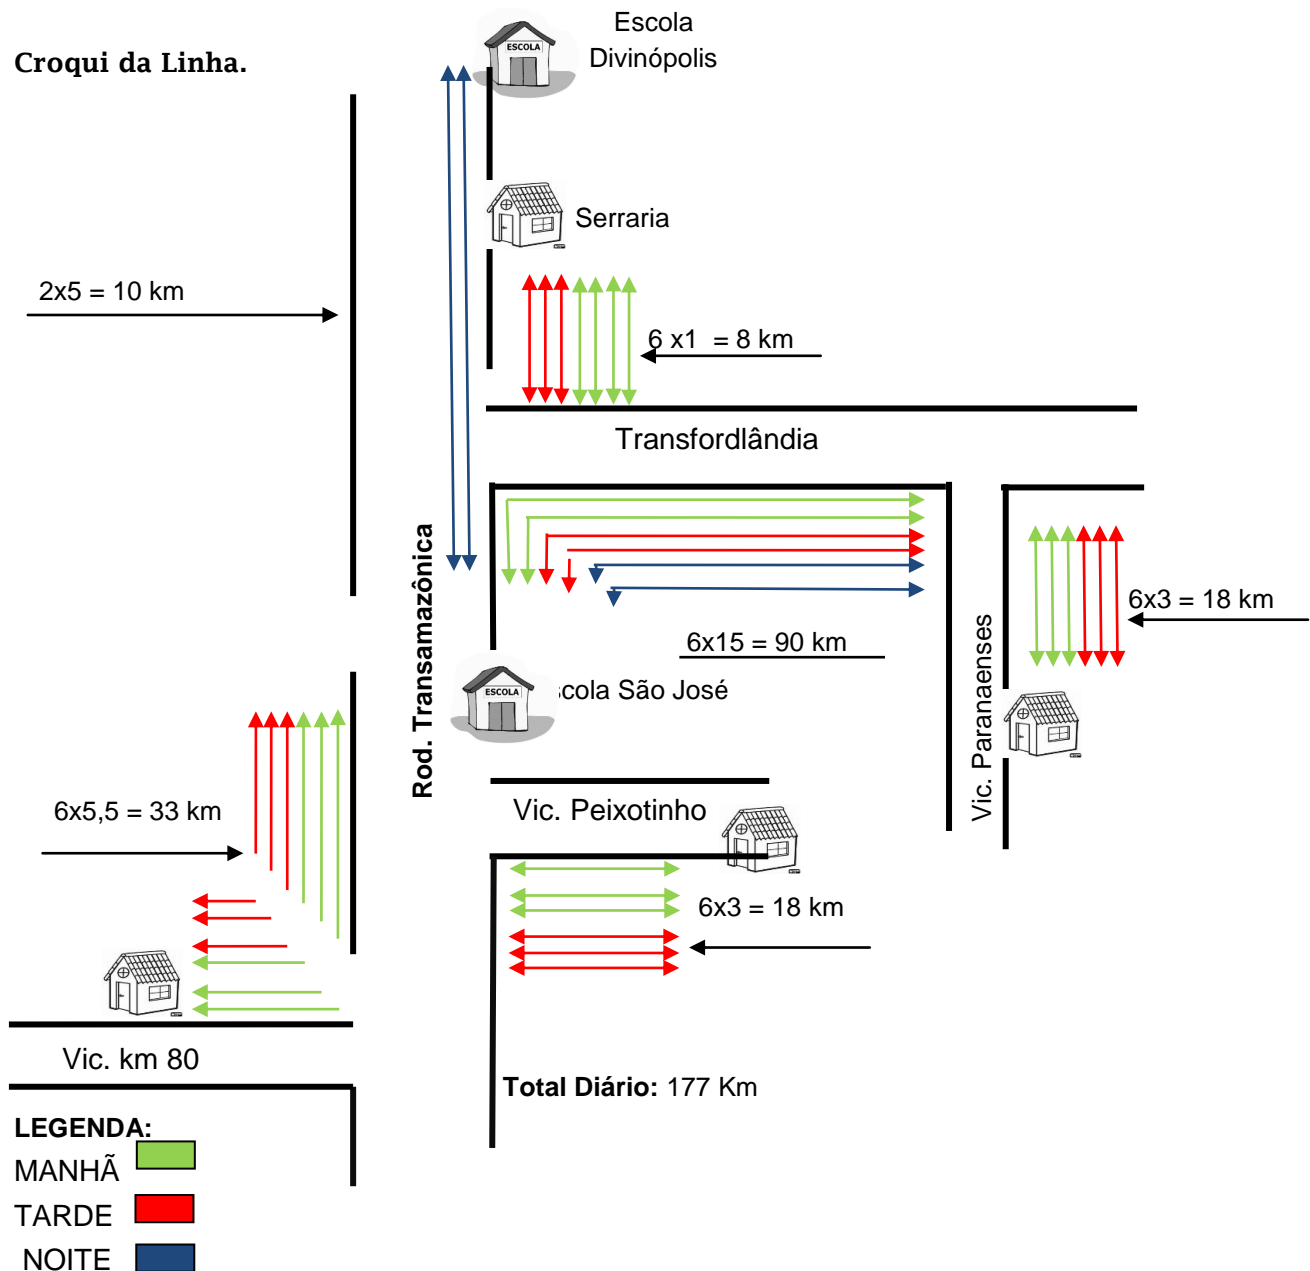 Escola
Divinópolis
Croqui da Linha.
ESCOLA
Serraria
2x5 = 10 km
6 x1 = 8 km
Transfordlândia
Rod. Transamazônica
6x15 = 90 km
6x3 = 18 km
Vic. Paranaenses
ESCOLA
scola São José
6x5,5 = 33 km
Vic. Peixotinho
6x3 = 18 km
Vic. km 80
Total Diário: 177 Km
LEGENDA:
MANHÃ
TARDE
NOITE